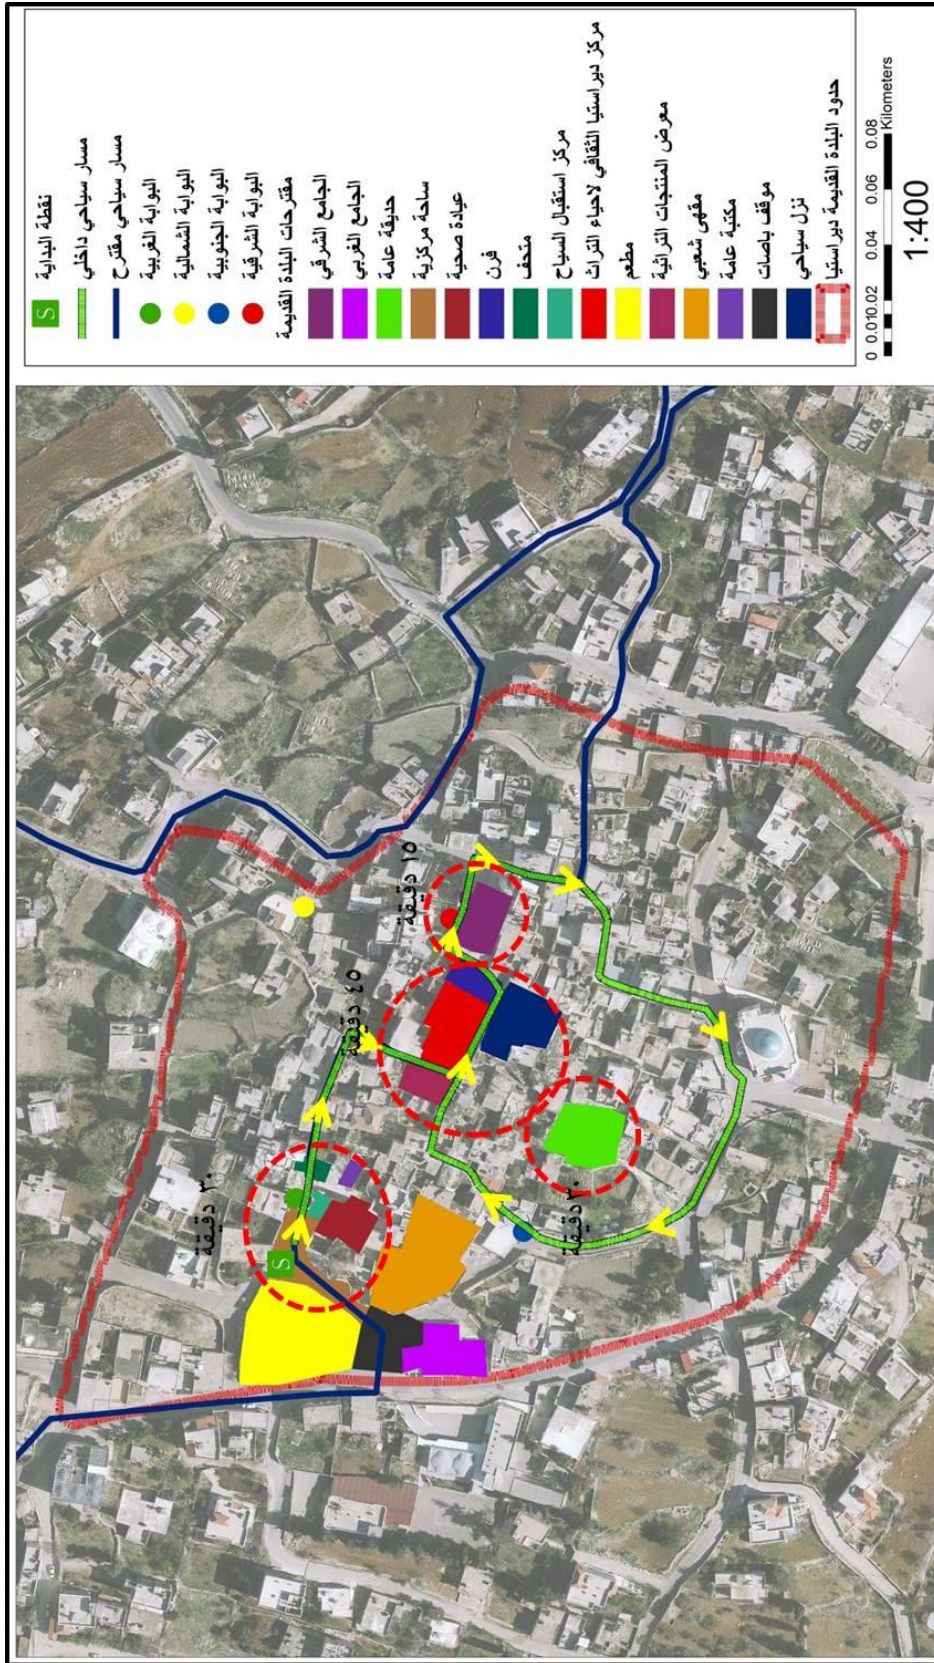 نقطة البداية
S
مسار سياحي داخلي
مسار سياحي مقترح
البوابة الغربية
البوابة الشمالية
البوابة الجنوبية
البوابة الشرقية
مقترحات البلدة القديمة
الجامع الشرقي
الجامع الغربي
حديقة عامة
ساحة مركزية
عيادة صحية
فرن
متحف
مركز استقبال السياح
مركز ديراستيا الثقافي لاحياء التراث
مطعم
معرض المنتجات التراثية
مقهى شعبي
مكتبة عامة
موقف باصات
نزل سياحي
حدود البلدة القديمة ديراستيا
0 0.01 0.02 0.04 0.06 0.08
Kilometers
1:400
S
٣٠ دقيقة
٤٥ دقيقة
١٥ دقيقة
٣٠ دقيقة